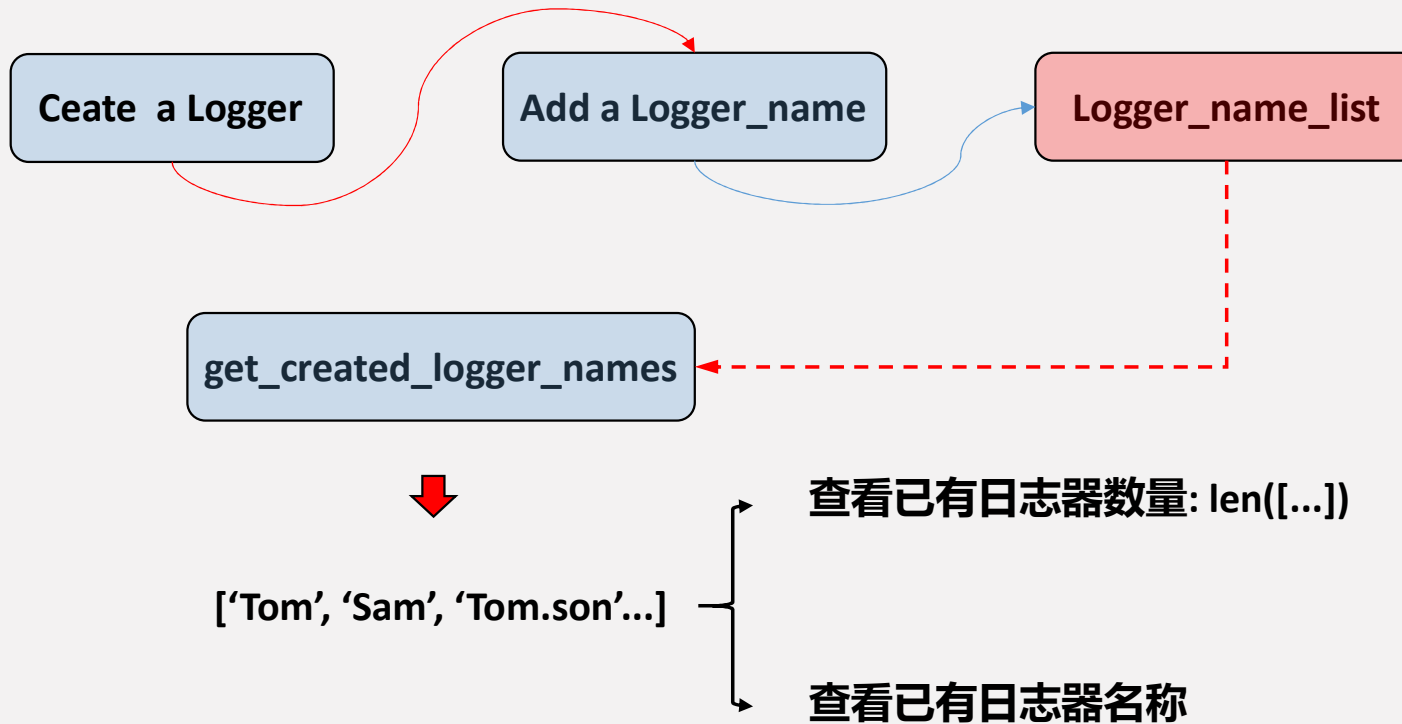 Ceate  a Logger
Add a Logger_name
Logger_name_list
get_created_logger_names
查看已有日志器数量: len([...])
[‘Tom’, ‘Sam’, ‘Tom.son’...]
查看已有日志器名称